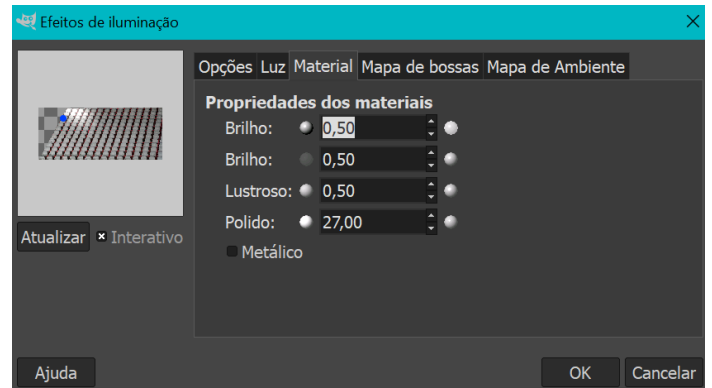 Efeitos de iluminação
Opções Luz Material Mapa de bossas Mapa de Ambiente
Propriedades dos materiais
Brilho: 0,50
Brilho: 0,50
Lustroso: 0,50
Polido: 27,00
Metálico
Atualizar Interativo
Ajuda OK Cancelar